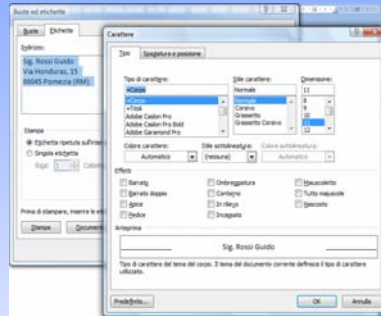 Buste ed etichette
Buste
Etichette
Indirizzo:
Sig. Rossi Guido
Via Honduras, 15
00045 Pomezia (RM)
Stampa
Etichetta ripetuta sull'inter
Singola etichetta
Riga: 1
Colonna
Prima di stampare, inserire le eti
Stampa
Documento
Carattere
Tipo
Spaziatura e posizione
Tipo di carattere:
+Corpo
+Corpo
+Titoli
Adobe Caslon Pro
Adobe Caslon Pro Bold
Adobe Garamond Pro
Stile carattere:
Normale
Normale
Corsivo
Grassetto
Grassetto Corsivo
Dimensione:
11
8
9
10
11
12
Colore carattere:
Automatico
Stile sottolineatura:
(nessuna)
Colore sottolineatura:
Automatico
Effetti
Barrato
Barrato doppio
Apice
Pedice
Ombreggiatura
Contorno
In rilievo
Incassato
Maiuscoletto
Tutto maiuscole
Nascosto
Anteprima
Sig. Rossi Guido
Tipo di carattere del tema del corpo. Il tema del documento corrente definisce il tipo di carattere
utilizzato.
Predefinito...
OK
Annulla